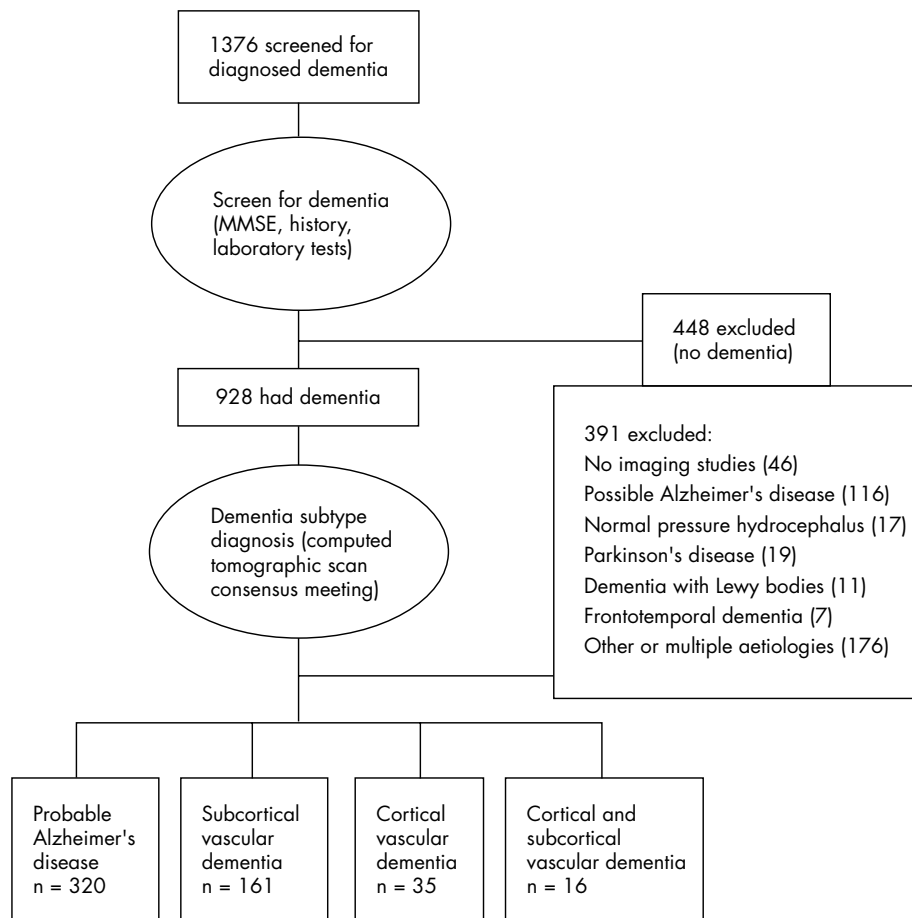 1376 screened for
diagnosed dementia
Screen for dementia
(MMSE, history,
laboratory tests)
448 excluded
(no dementia)
928 had dementia
391 excluded:
No imaging studies (46)
Possible Alzheimer's disease (116)
Normal pressure hydrocephalus (17)
Parkinson's disease (19)
Dementia with Lewy bodies (11)
Frontotemporal dementia (7)
Other or multiple aetiologies (176)
Dementia subtype
diagnosis (computed
tomographic scan
consensus meeting)
Probable
Alzheimer's
disease
n = 320
Subcortical
vascular
dementia
n = 161
Cortical
vascular
dementia
n = 35
Cortical and
subcortical
vascular dementia
n = 16